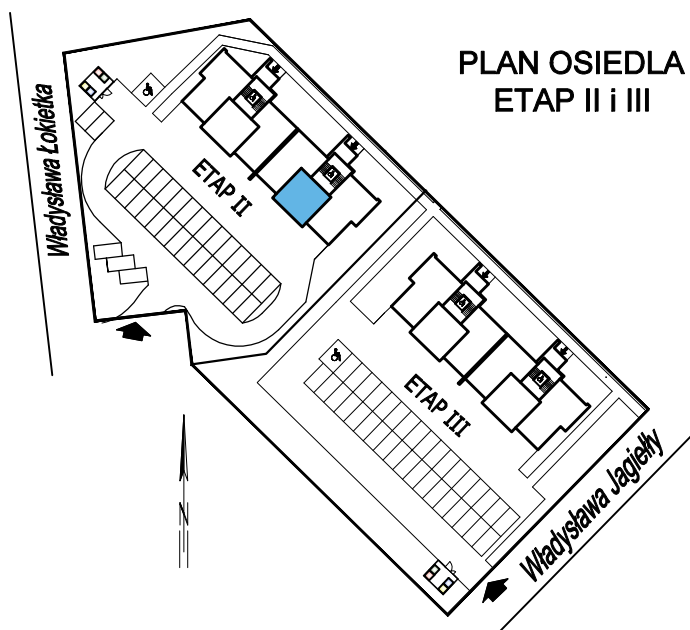 PLAN OSIEDLA
ETAP II i III
Władysława Łokietka
ETAP II
ETAP III
Władysława Jagiełły
N